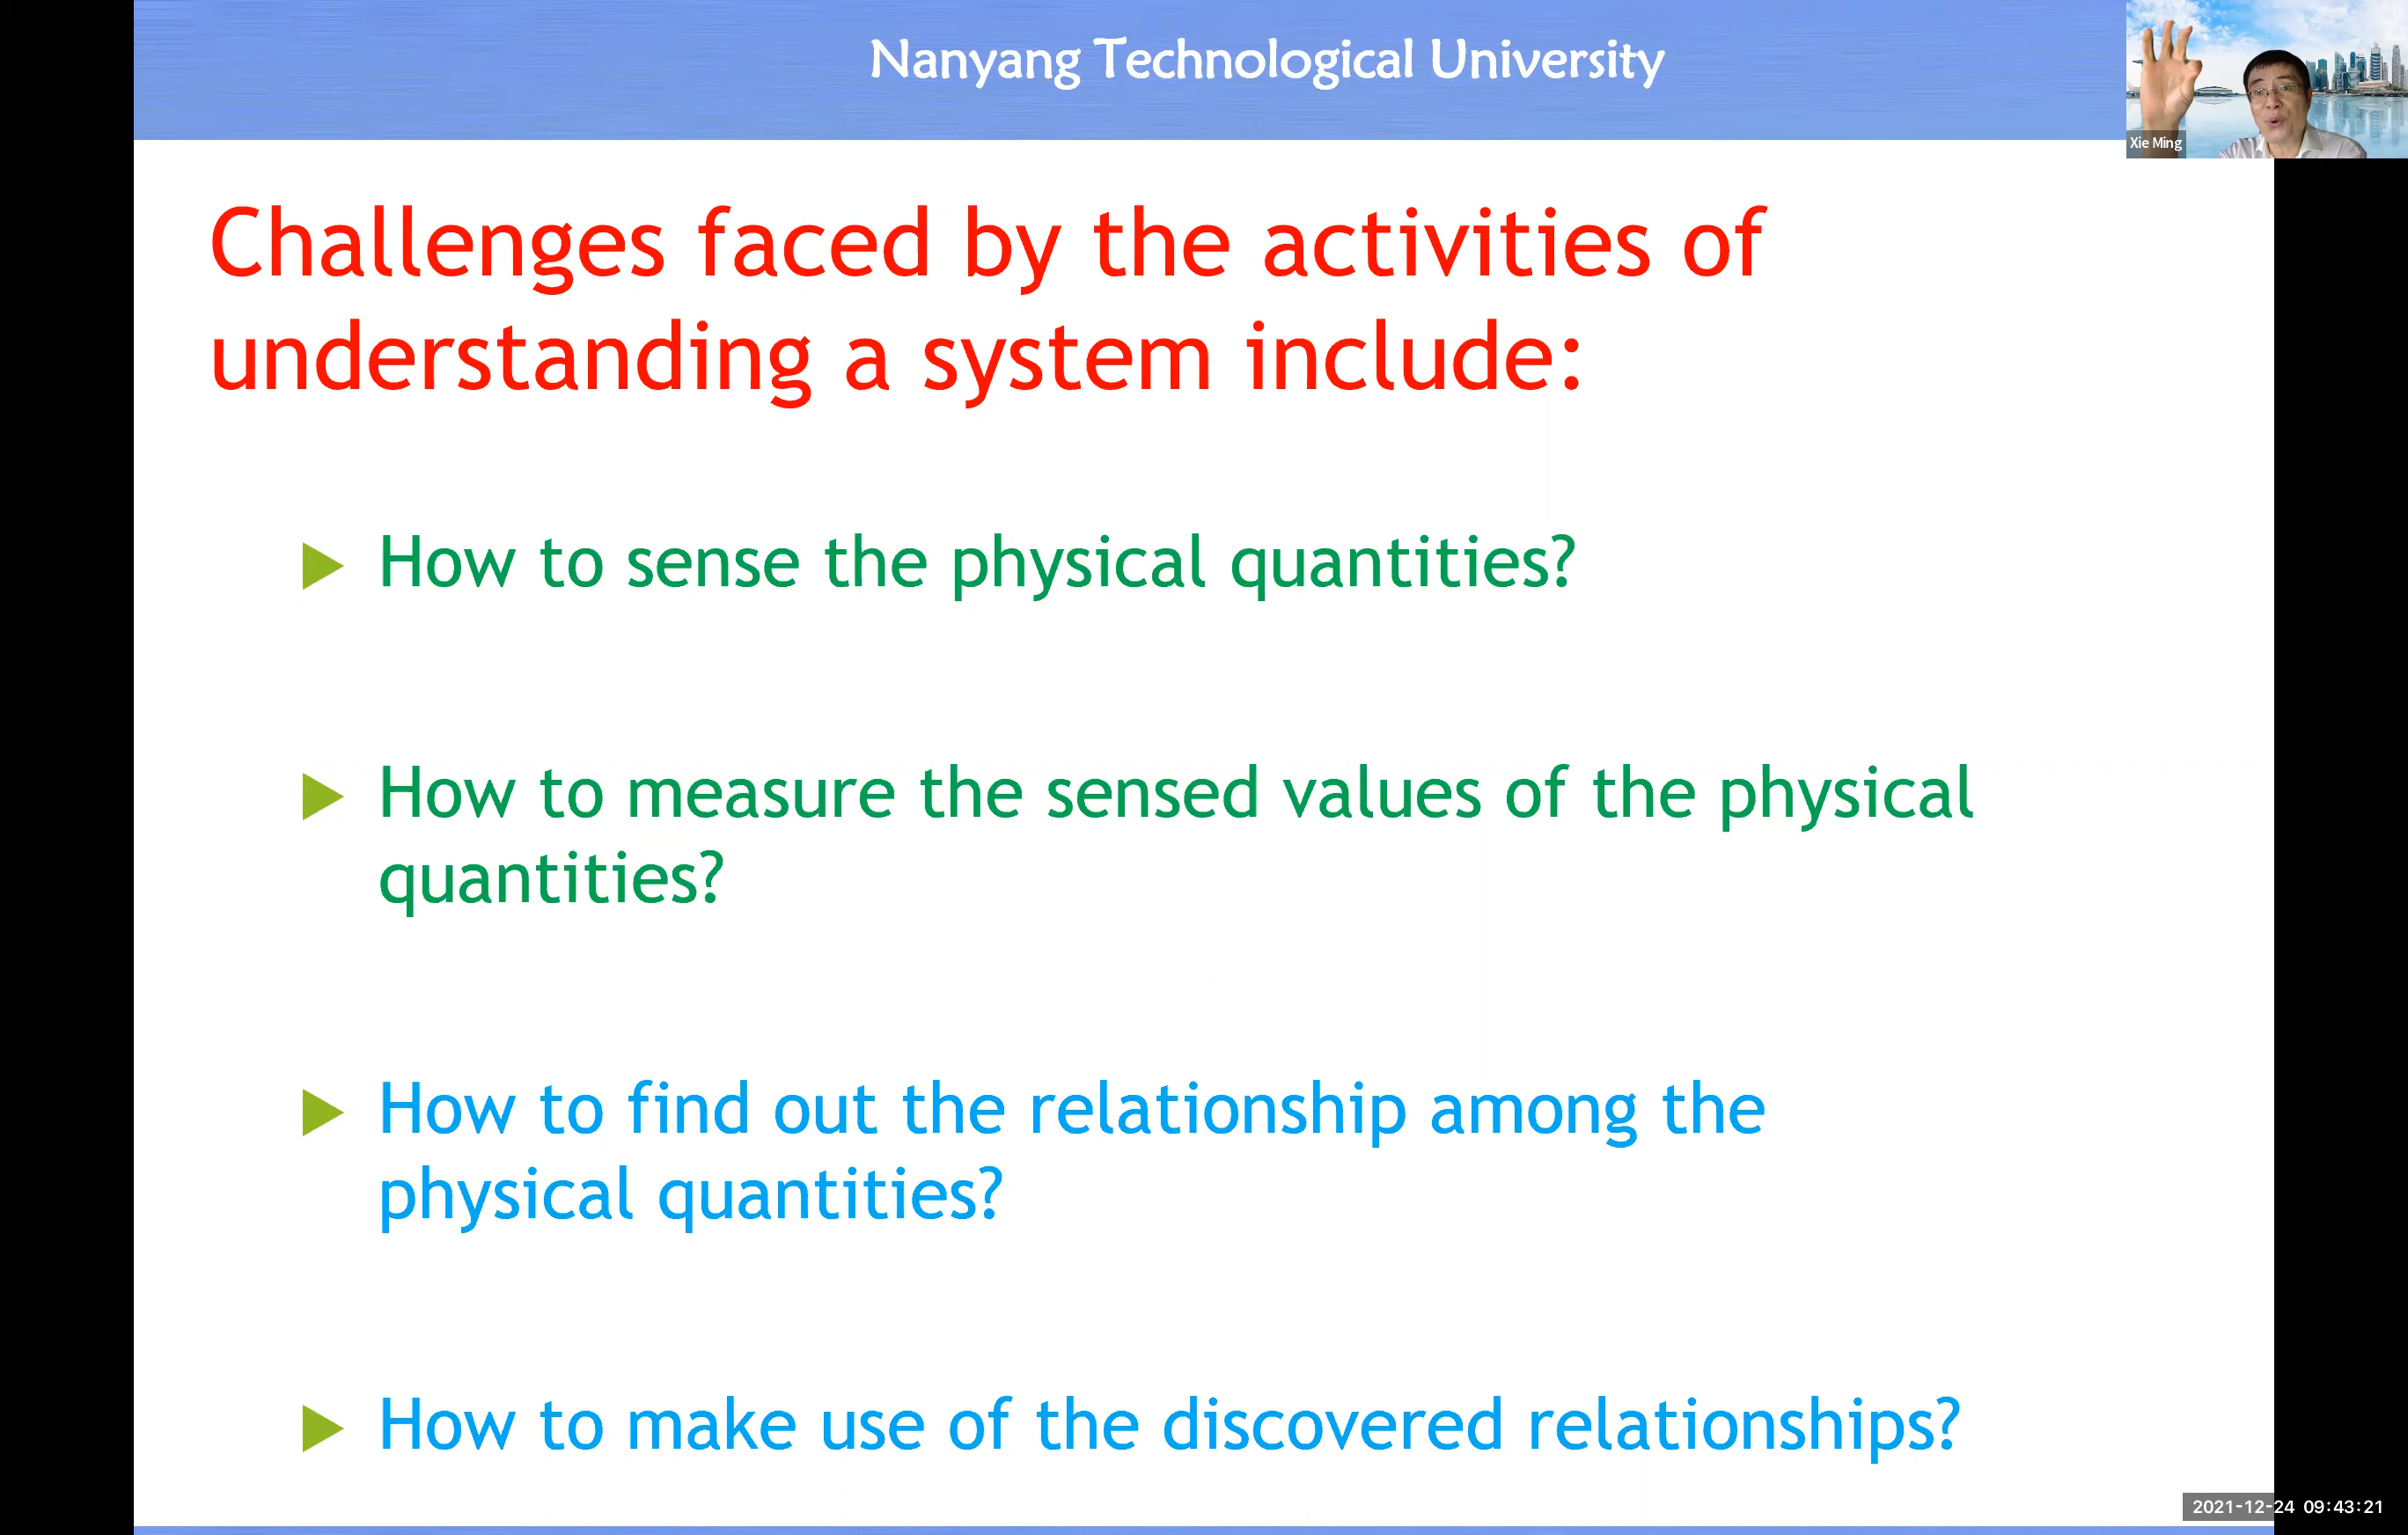 Nanyang Technological University
Xie Ming
Challenges faced by the activities of
understanding a system include:
How to sense the physical quantities?
How to measure the sensed values of the physical
quantities?
How to find out the relationship among the
physical quantities?
How to make use of the discovered relationships?
2021-12-24 09:43:21